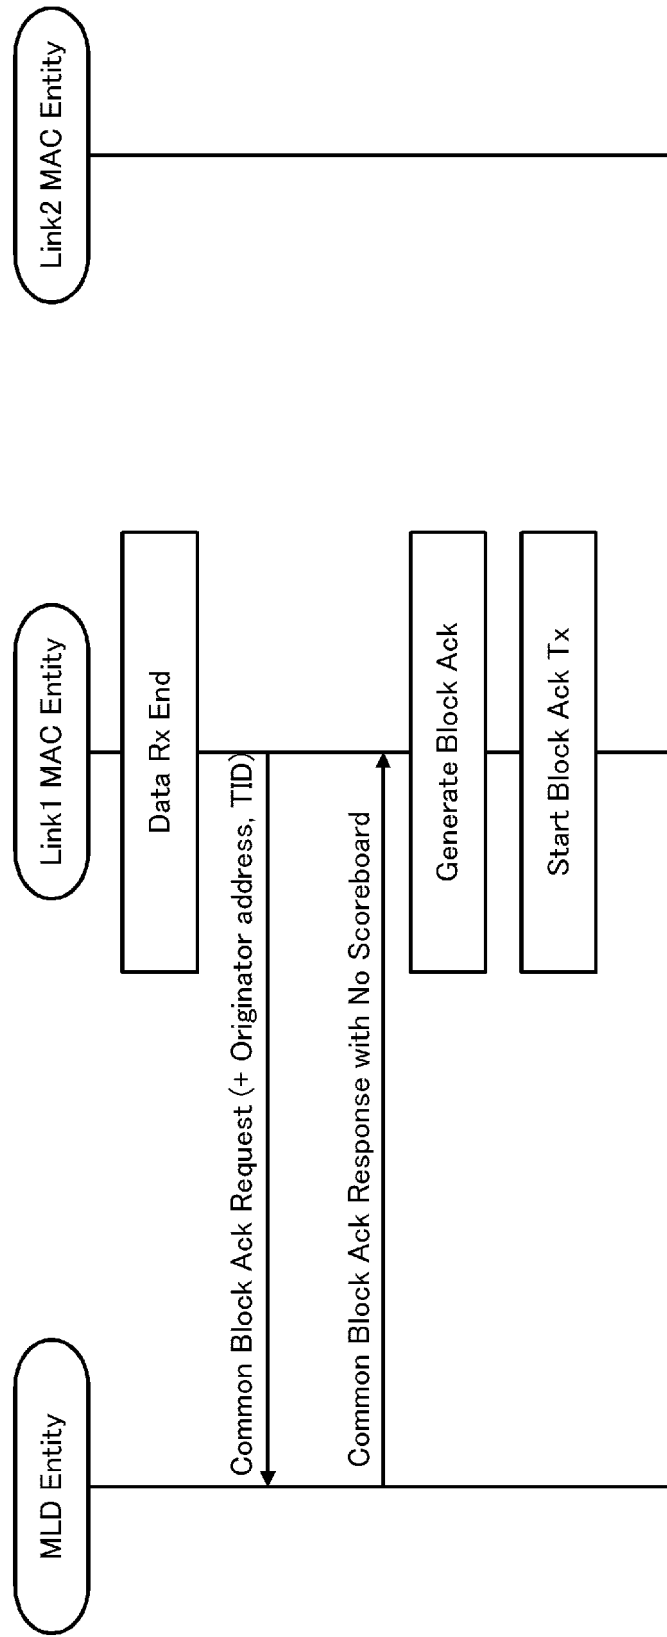 MLD Entity
Link1 MAC Entity
Link2 MAC Entity
Data Rx End
Common Block Ack Request (+ Originator address, TID)
Common Block Ack Response with No Scoreboard
Generate Block Ack
Start Block Ack Tx